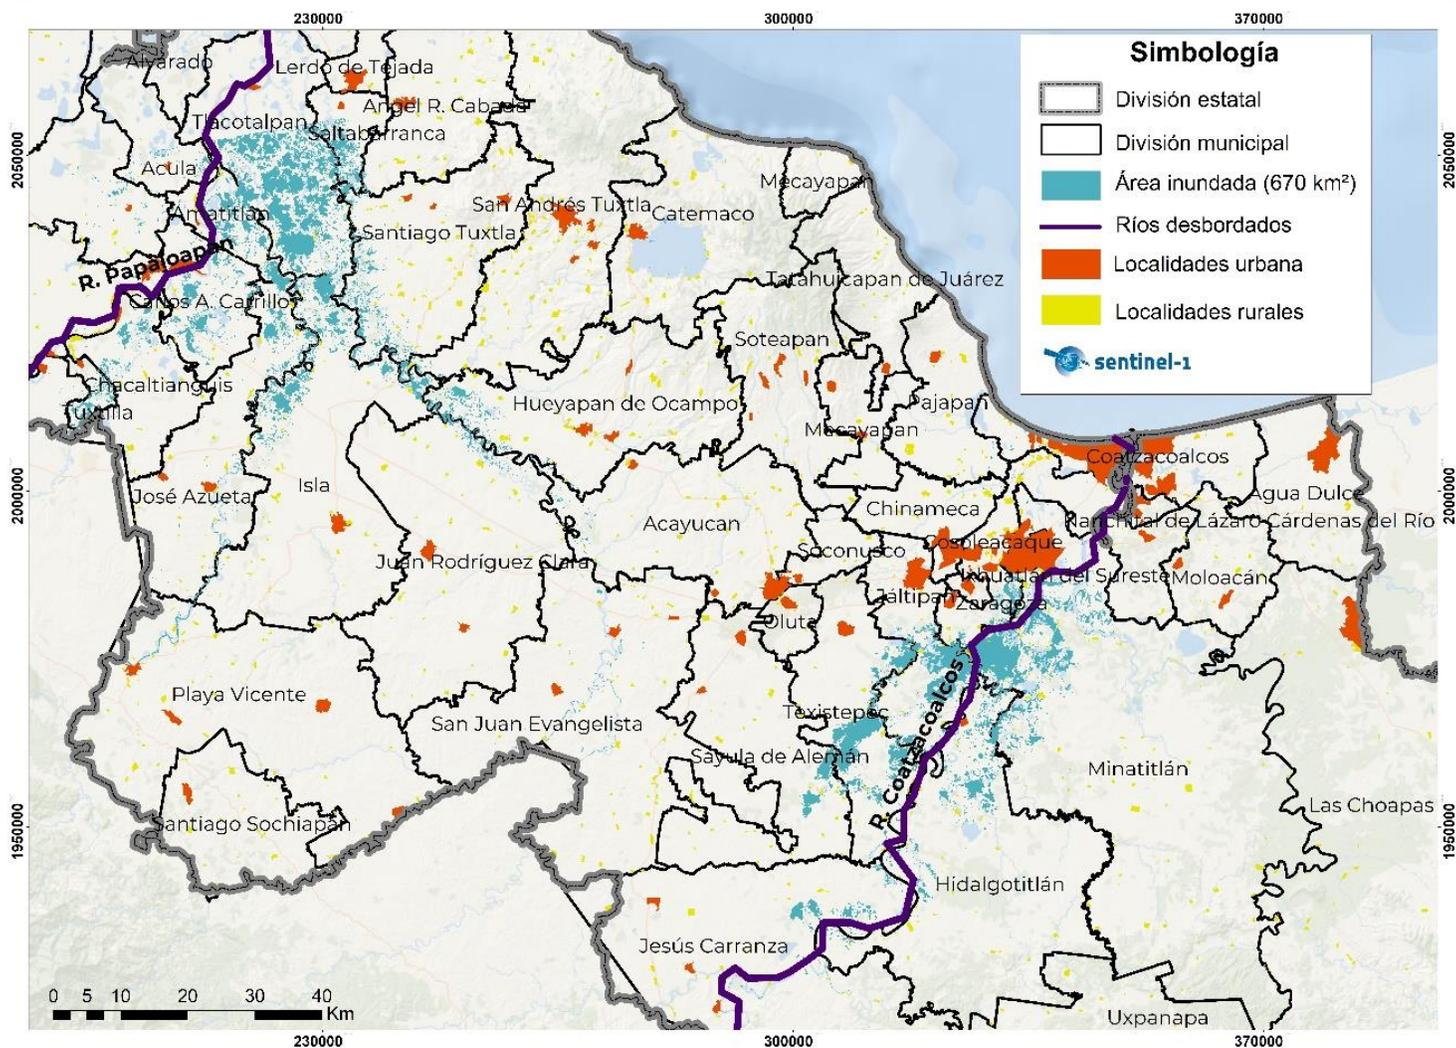 230000
300000
370000
Simbología
División estatal
División municipal
Área inundada (670 km²)
Ríos desbordados
Localidades urbana
Localidades rurales
sentinel-1
2050000
2050000
2000000
2000000
1950000
1950000
Alvarado
Lerdo de Tejada
Angel R. Cabada
Tlacotalpan
Saltabarranca
Acula
Mecayapan
Amatitlán
San Andrés Tuxtla
Catemaco
Santiago Tuxtla
R. Papaloapan
Tatahuicapan de Juárez
Carlos A. Carrillo
Soteapan
Chacaltianguis
Tuxtilla
Hueyapan de Ocampo
Pajapan
Mecayapan
Coatzacoalcos
José Azueta
Isla
Agua Dulce
Chinameca
Acayucan
Nanchital de Lázaro Cárdenas del Río
Cosoleacaque
Soconusco
Juan Rodríguez Clara
Ixhuatlán del Sureste
Moloacán
Jáltipan
Zaragoza
Oluta
Playa Vicente
Texistepec
San Juan Evangelista
R. Coatzacoalcos
Sayula de Alemán
Minatitlán
Las Choapas
Santiago Sochiapan
Hidalgotitlán
Jesús Carranza
Uxpanapa
0 5 10 20 30 40
Km
230000
300000
370000